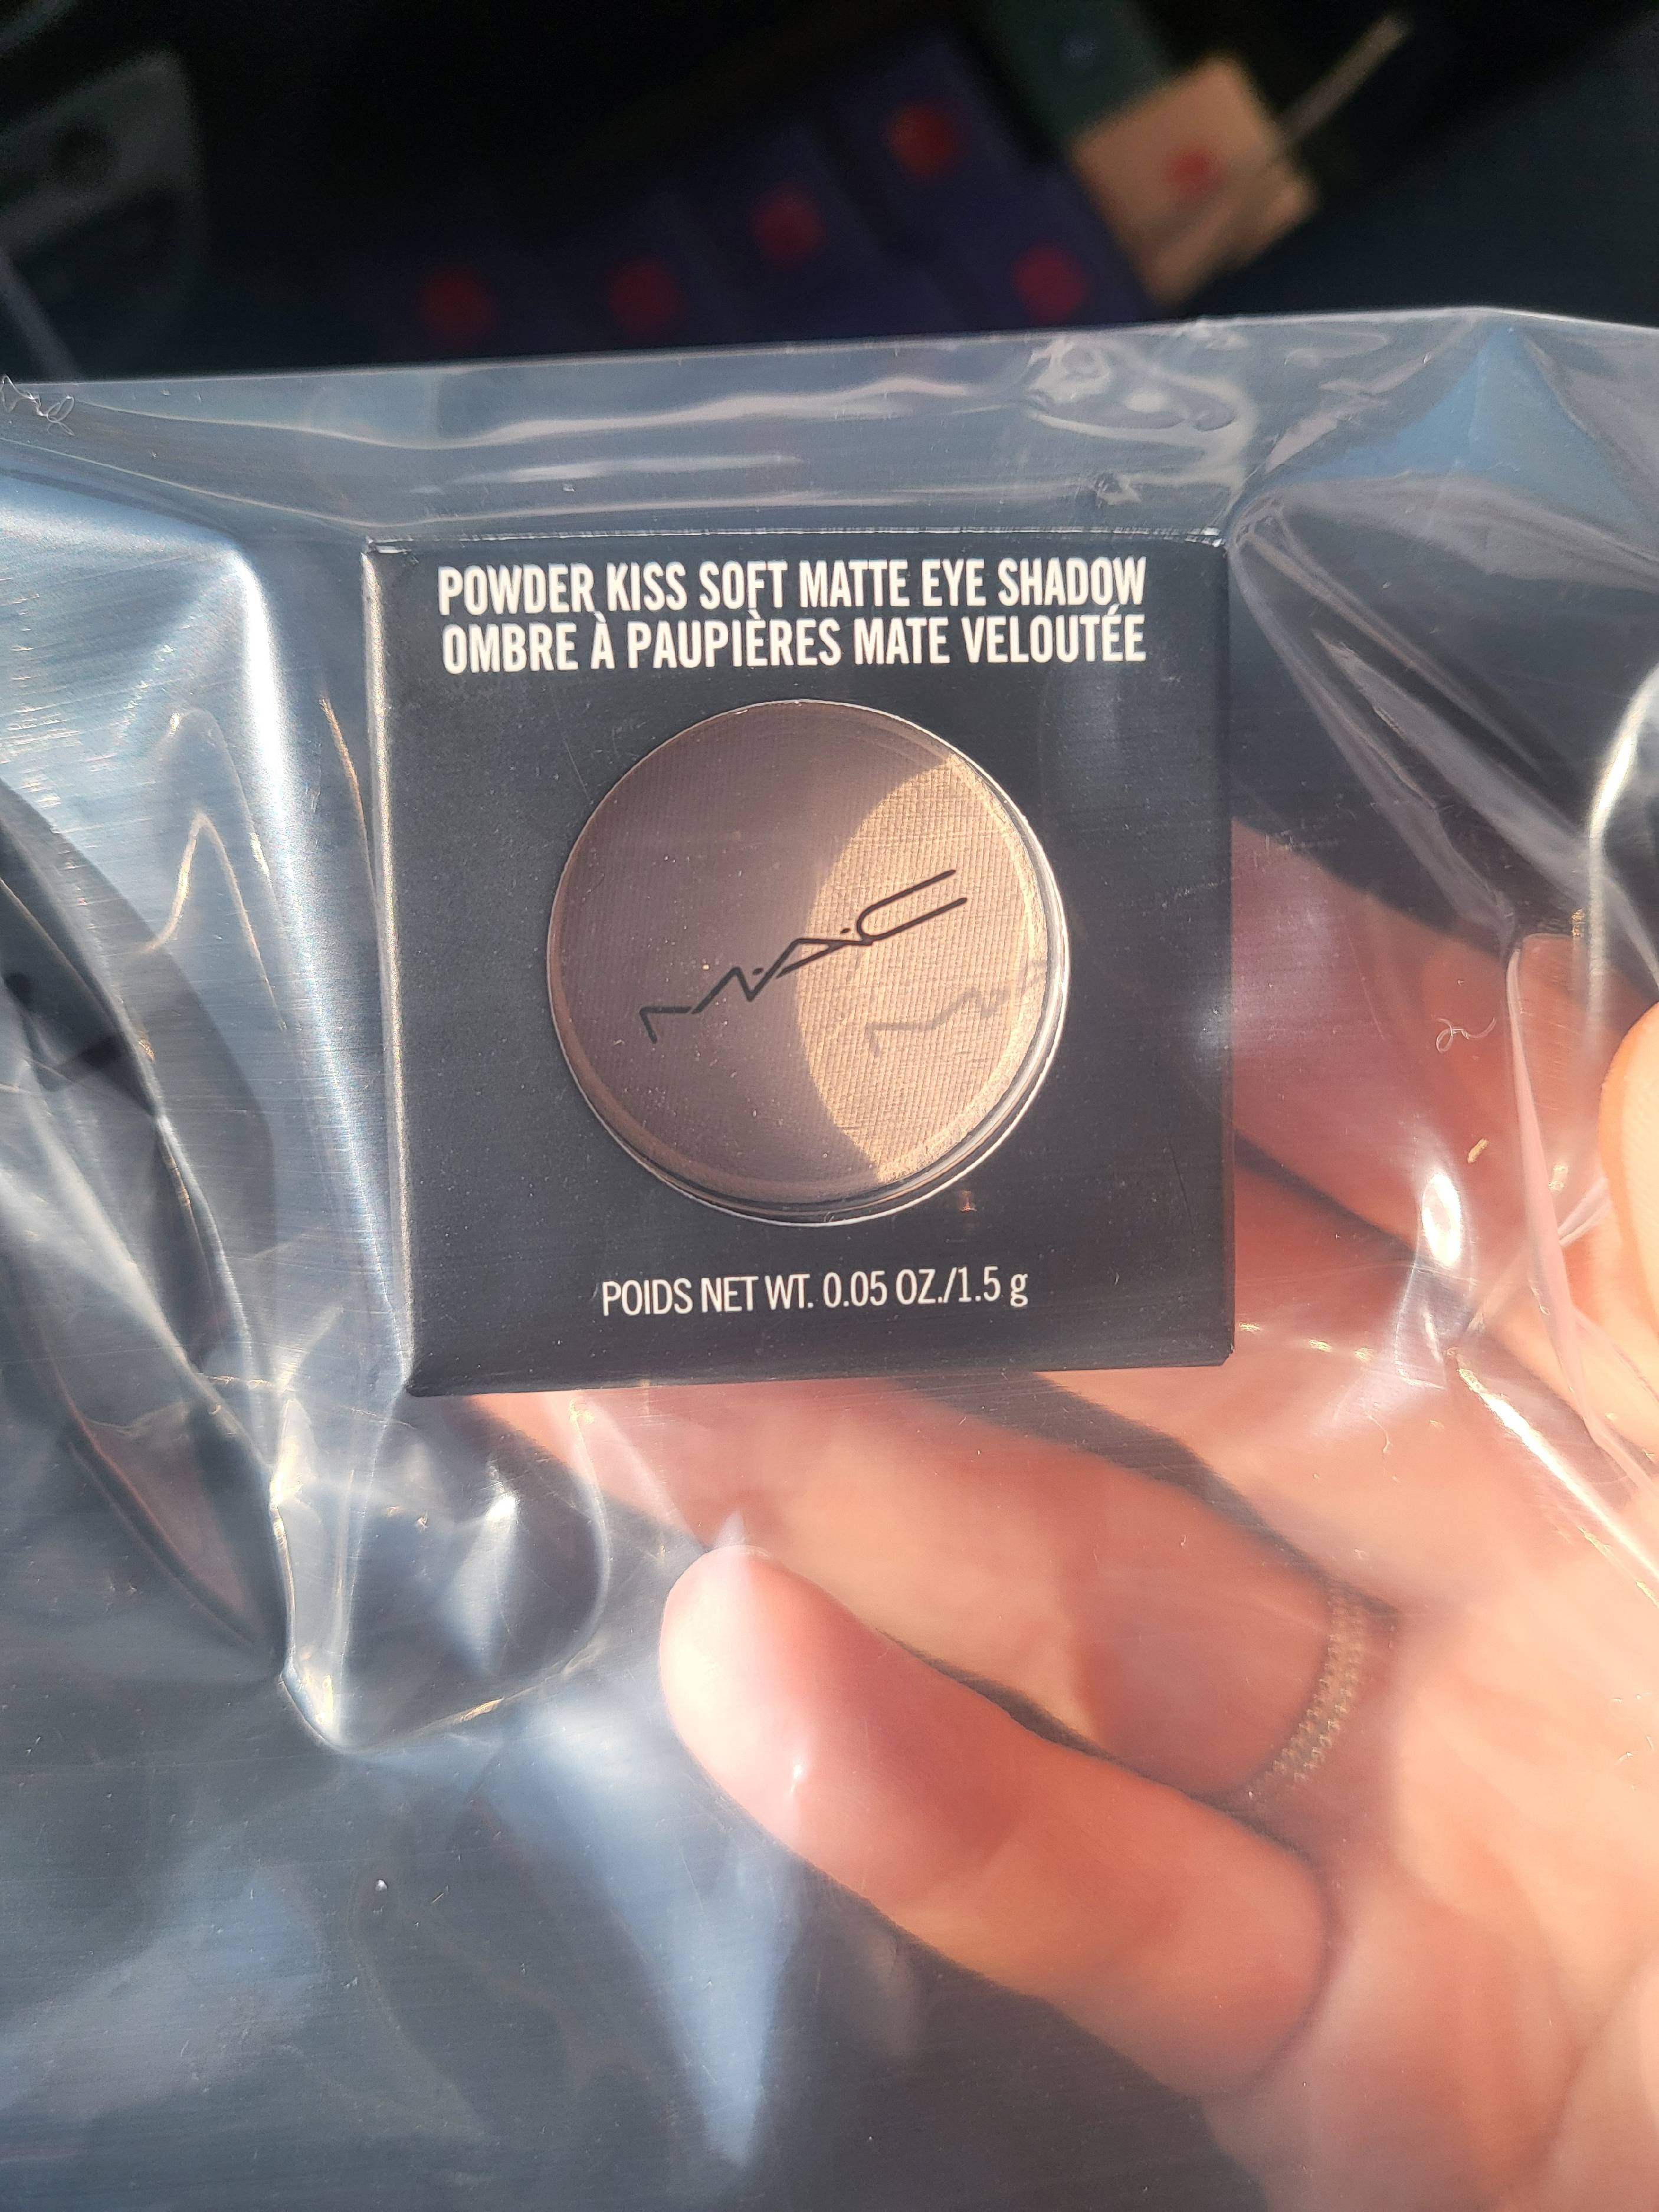 POWDER KISS SOFT MATTE EYE SHADOW
OMBRE À PAUPIÈRES MATE VELOUTÉE
M·A·C
POIDS NET WT. 0.05 OZ./1.5 g